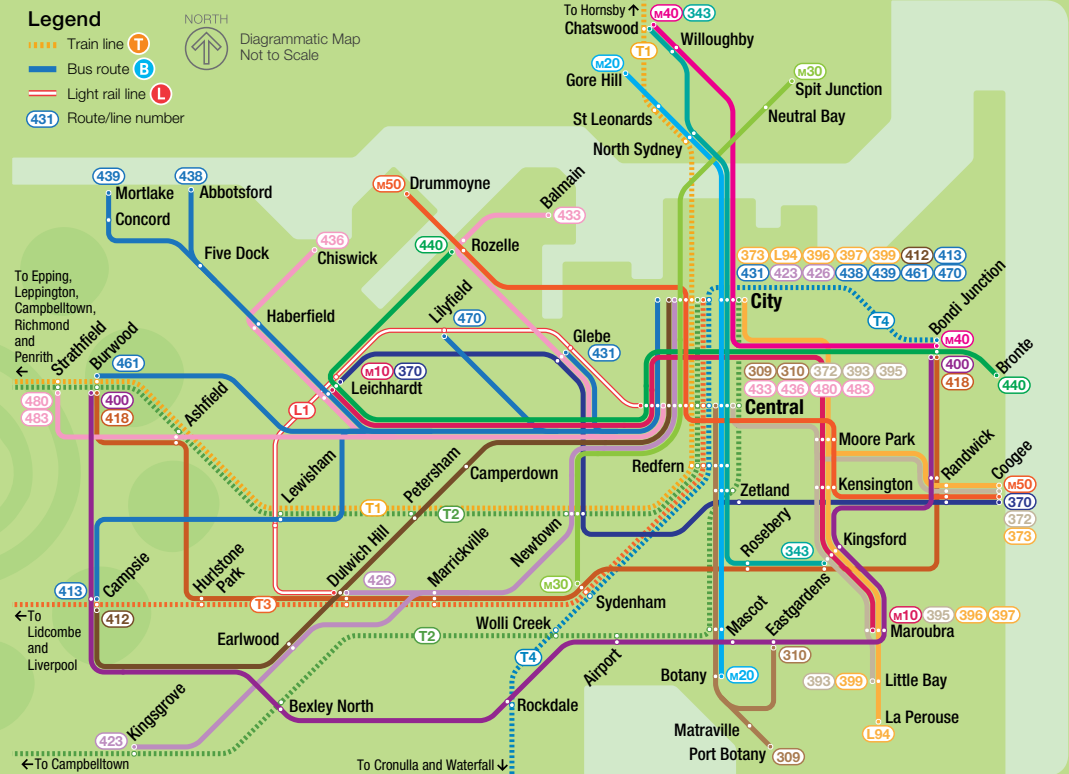 Legend
Train line T
Bus route B
Light rail line L
431 Route/line number
NORTH
Diagrammatic Map
Not to Scale
To Hornsby ↑
M40 343
Chatswood
Willoughby
T1
M20
Gore Hill
M30
Spit Junction
Neutral Bay
St Leonards
North Sydney
439
Mortlake
Concord
438
Abbotsford
Five Dock
M50 Drummoyne
Balmain
433
436
Chiswick
440
Rozelle
Haberfield
Lilyfield
470
Glebe
431
373 L94 396 397 399 412 413
431 423 426 438 439 461 470
City
T4
Bondi Junction
M40
400
418
Bronte
440
To Epping,
Leppington,
Campbelltown,
Richmond
and
Penrith
←
Strathfield
Burwood
461
480
483
400
418
Ashfield
M10 370
Leichhardt
L1
309 310 372 393 395
433 436 480 483
Central
Moore Park
Redfern
Kensington
Zetland
Randwick
Coogee
M50
370
372
373
Lewisham
Petersham
Camperdown
T1
T2
Newtown
Rosebery
343
Kingsford
413
Campsie
412
Hurlstone
Park
Dulwich Hill
426
Marrickville
M30
Sydenham
T3
←To
Lidcombe
and
Liverpool
Earlwood
T2
Wolli Creek
T4
Airport
Mascot
Eastgardens
310
M10 395 396 397
Maroubra
Botany
M20
393 399
Little Bay
La Perouse
L94
Kingsgrove
423
Bexley North
Rockdale
Matraville
Port Botany
309
←To Campbelltown
To Cronulla and Waterfall ↓